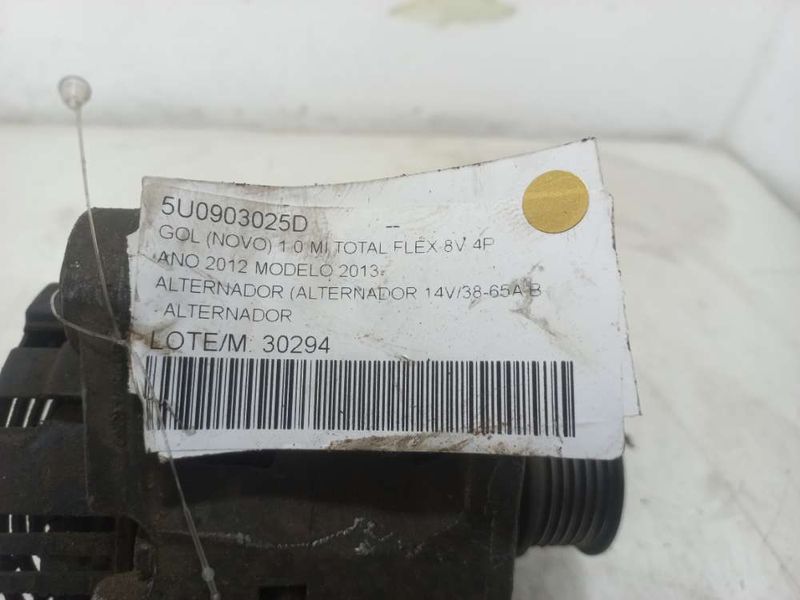 5U0903025D --
GOL (NOVO) 1.0 MI TOTAL FLEX 8V 4P
ANO 2012 MODELO 2013
ALTERNADOR (ALTERNADOR 14V/38-65A B
- ALTERNADOR
LOTE/M: 30294